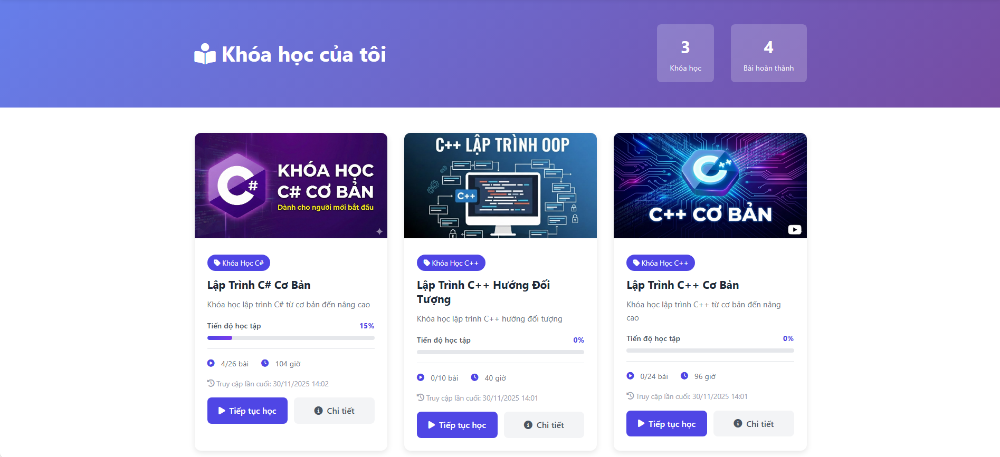 Khóa học của tôi
3
Khóa học
4
Bài hoàn thành
C#
KHÓA HỌC
C# CƠ BẢN
Dành cho người mới bắt đầu
Khóa Học C#
Lập Trình C# Cơ Bản
Khóa học lập trình C# từ cơ bản đến nâng cao
Tiến độ học tập 15%
4/26 bài 104 giờ
Truy cập lần cuối: 30/11/2025 14:02
Tiếp tục học Chi tiết
C++ LẬP TRÌNH OOP
C++
Khóa Học C++
Lập Trình C++ Hướng Đối
Tượng
Khóa học lập trình C++ hướng đối tượng
Tiến độ học tập 0%
0/10 bài 40 giờ
Truy cập lần cuối: 30/11/2025 14:01
Tiếp tục học Chi tiết
C++
C++ CƠ BẢN
Khóa Học C++
Lập Trình C++ Cơ Bản
Khóa học lập trình C++ từ cơ bản đến nâng
cao
Tiến độ học tập 0%
0/24 bài 96 giờ
Truy cập lần cuối: 30/11/2025 14:01
Tiếp tục học Chi tiết